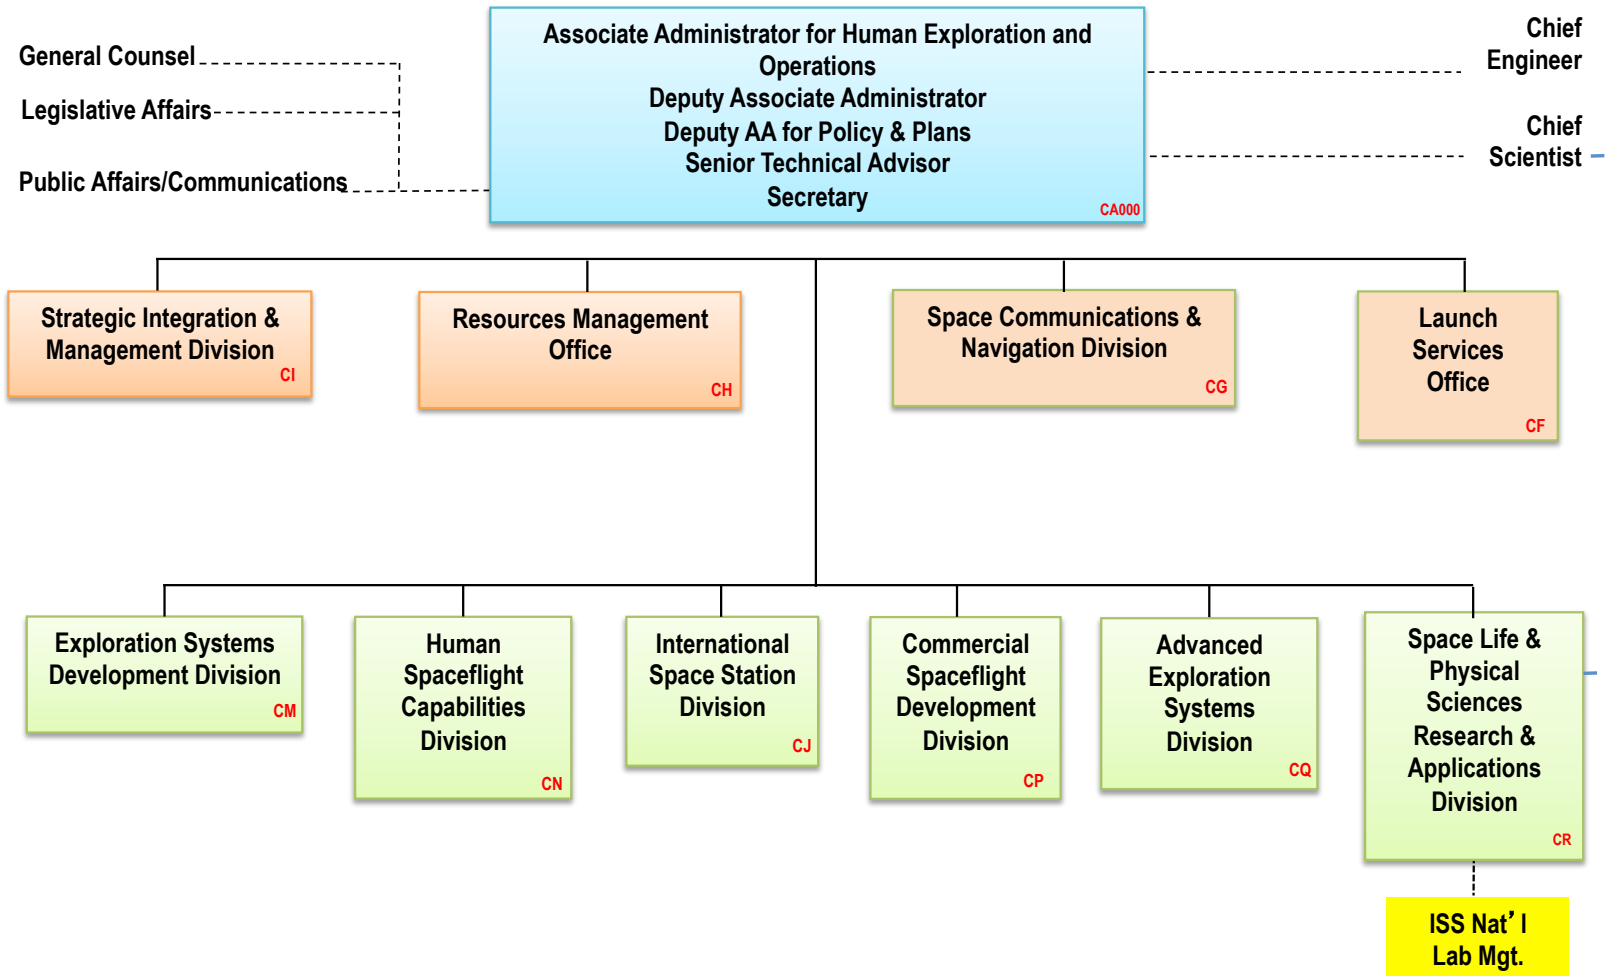 General Counsel
Legislative Affairs
Public Affairs/Communications
Associate Administrator for Human Exploration and
Operations
Deputy Associate Administrator
Deputy AA for Policy & Plans
Senior Technical Advisor
Secretary
CA000
Chief
Engineer
Chief
Scientist
Strategic Integration &
Management Division
CI
Resources Management
Office
CH
Space Communications &
Navigation Division
CG
Launch
Services
Office
CF
Exploration Systems
Development Division
CM
Human
Spaceflight
Capabilities
Division
CN
International
Space Station
Division
CJ
Commercial
Spaceflight
Development
Division
CP
Advanced
Exploration
Systems
Division
CQ
Space Life &
Physical
Sciences
Research &
Applications
Division
CR
ISS Nat’ l
Lab Mgt.